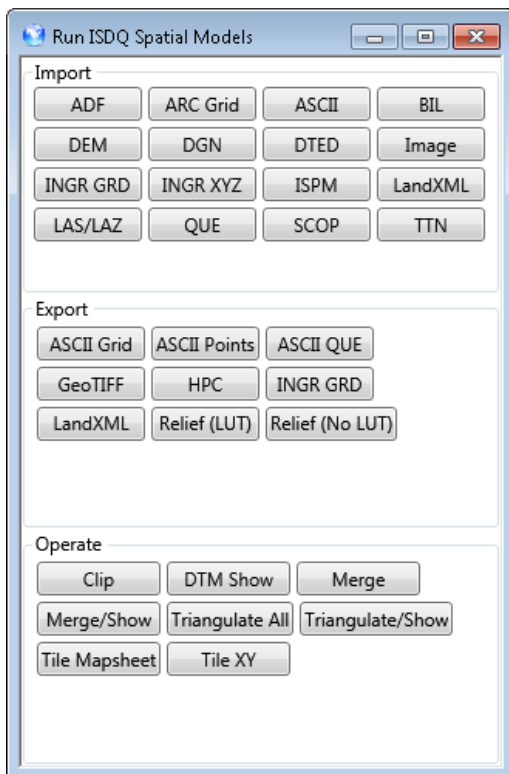 Run ISDQ Spatial Models
Import
ADF ARC Grid ASCII BIL
DEM DGN DTED Image
INGR GRD INGR XYZ ISPM LandXML
LAS/LAZ QUE SCOP TTN
Export
ASCII Grid ASCII Points ASCII QUE
GeoTIFF HPC INGR GRD
LandXML Relief (LUT) Relief (No LUT)
Operate
Clip DTM Show Merge
Merge/Show Triangulate All Triangulate/Show
Tile Mapsheet Tile XY